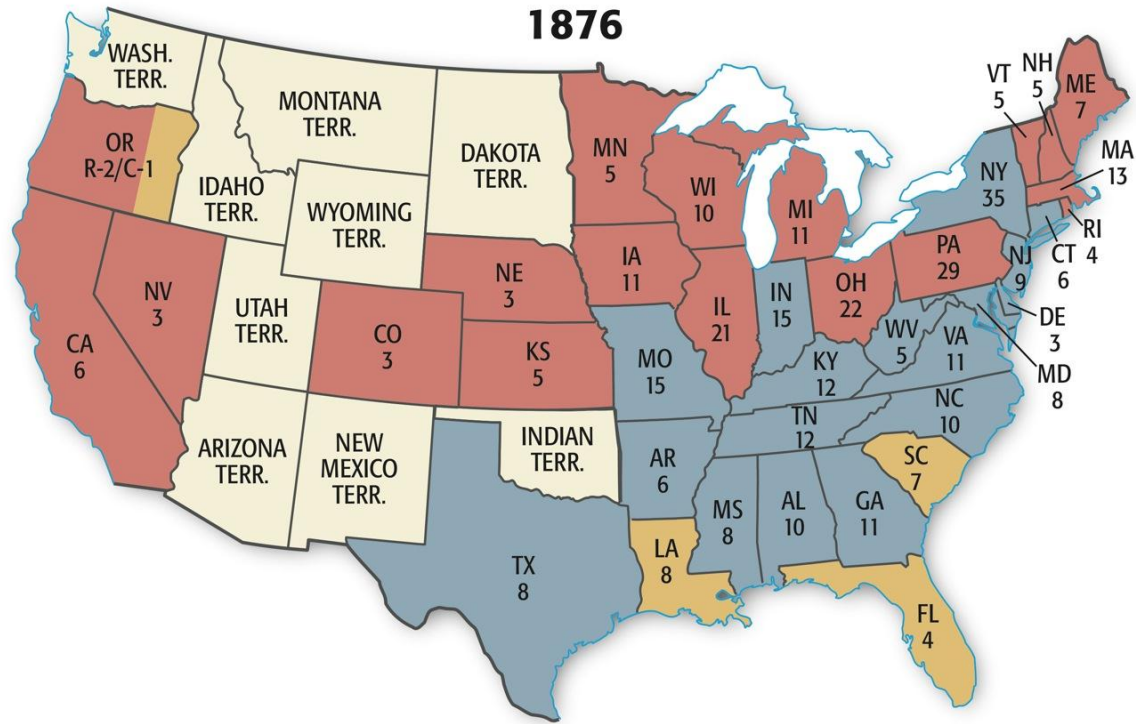 1876
WASH.
TERR.
OR
R-2/C-1
MONTANA
TERR.
IDAHO
TERR.
WYOMING
TERR.
DAKOTA
TERR.
MN
5
WI
10
MI
11
VT
5
NH
5
ME
7
MA
13
RI
4
CT
6
NY
35
PA
29
NJ
9
DE
3
MD
8
CA
6
NV
3
UTAH
TERR.
CO
3
NE
3
KS
5
IA
11
IL
21
IN
15
OH
22
WV
5
VA
11
MO
15
KY
12
TN
12
NC
10
SC
7
ARIZONA
TERR.
NEW
MEXICO
TERR.
INDIAN
TERR.
TX
8
AR
6
LA
8
MS
8
AL
10
GA
11
FL
4